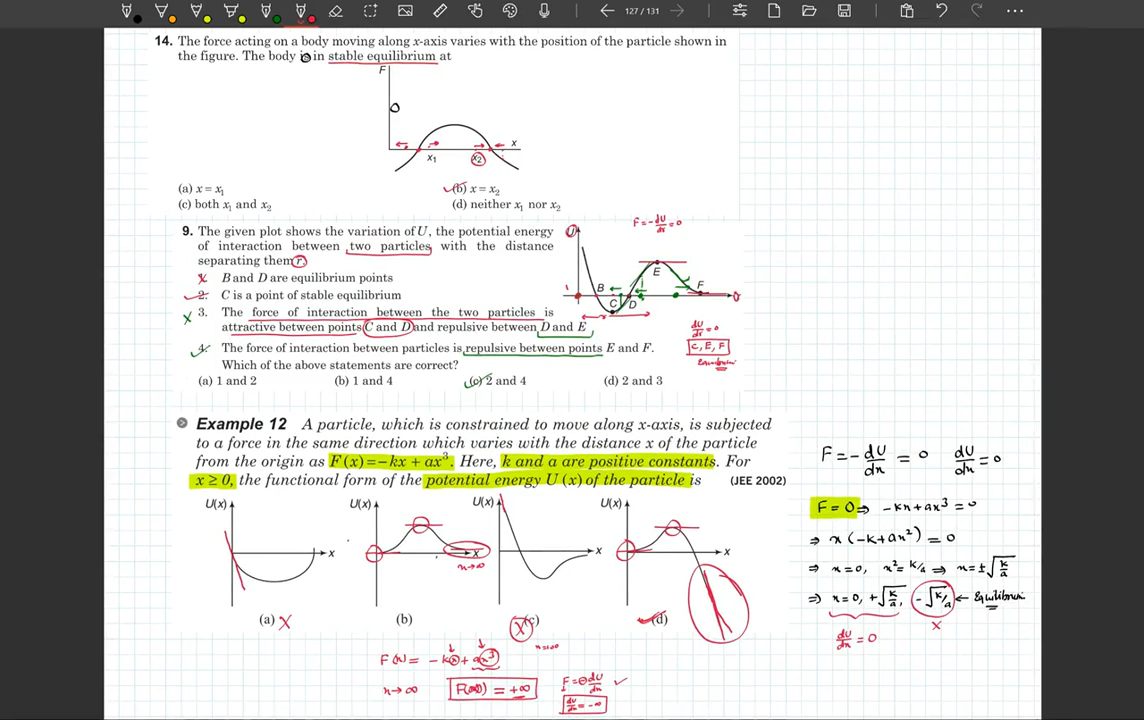 127 / 131
14. The force acting on a body moving along x-axis varies with the position of the particle shown in
the figure. The body is in stable equilibrium at
F
x
x₁
x₂
(a) x = x₁
(b) x = x₂
(c) both x₁ and x₂
(d) neither x₁ nor x₂
9. The given plot shows the variation of U, the potential energy
of interaction between two particles, with the distance
separating them r.
1. B and D are equilibrium points
2. C is a point of stable equilibrium
3. The force of interaction between the two particles is
attractive between points C and D and repulsive between D and E
4. The force of interaction between particles is repulsive between points E and F.
Which of the above statements are correct?
(a) 1 and 2
(b) 1 and 4
(c) 2 and 4
(d) 2 and 3
F = -dU/dr = 0
U
B
C
D
E
F
dU/dr = 0
C, E, F
Example 12 A particle, which is constrained to move along x-axis, is subjected
to a force in the same direction which varies with the distance x of the particle
from the origin as F(x) = – kx + ax³. Here, k and a are positive constants. For
x ≥ 0, the functional form of the potential energy U (x) of the particle is
(JEE 2002)
U(x)
x
U(x)
x
x→∞
U(x)
x
U(x)
x
(a) X
(b)
(c)
(d)
F(x) = -kx + ax³
x→∞
F(∞) = +∞
F = -dU/dx
dU/dx = -∞
F = -dU/dx = 0
dU/dx = 0
F = 0 ⇒ -kx + ax³ = 0
⇒ x(-k + ax²) = 0
⇒ x = 0, x² = k/a ⇒ x = ±√k/a
⇒ x = 0, +√k/a, -√k/a ← Equilibrium
dU/dx = 0
X